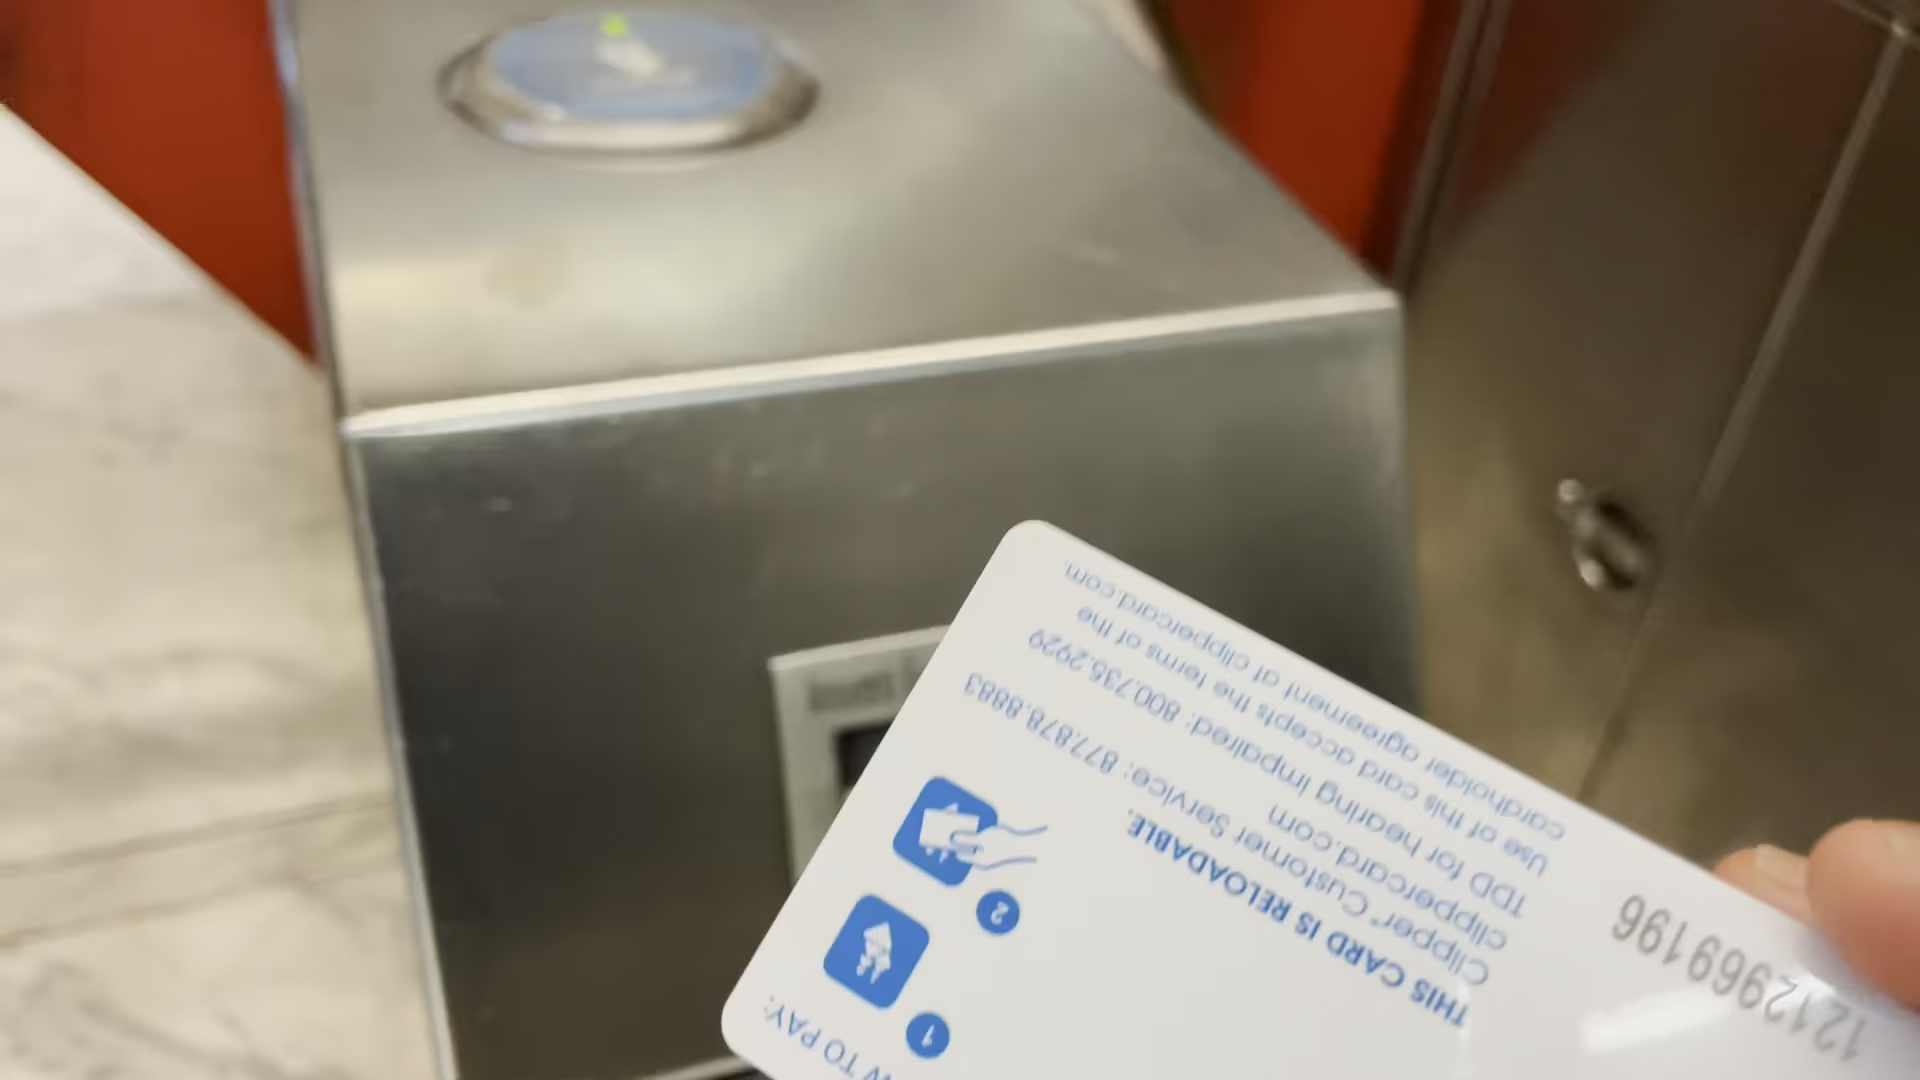 1212969196
THIS CARD IS RELOADABLE.
Clipper® Customer Service: 877.878.8883
clippercard.com
TDD for hearing impaired: 800.735.2929
Use of this card accepts the terms of the
cardholder agreement at clippercard.com.
W TO PAY:
1
2